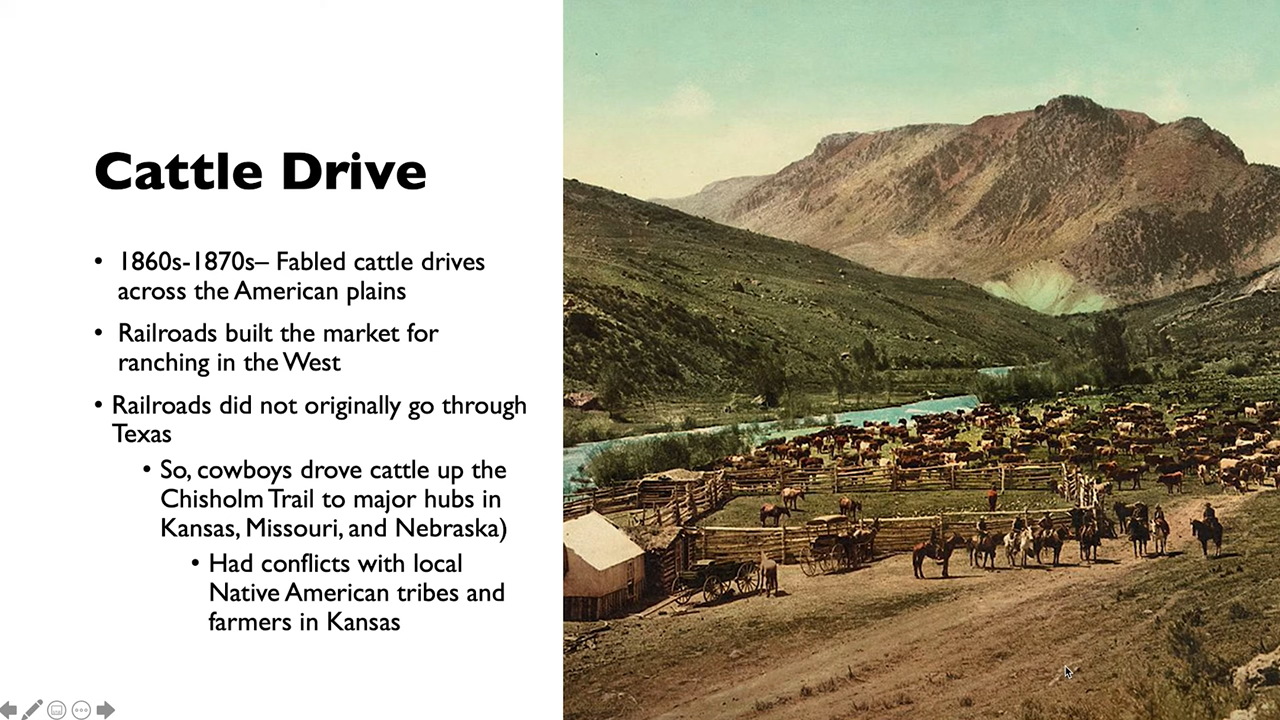 Cattle Drive
• 1860s-1870s– Fabled cattle drives
across the American plains
• Railroads built the market for
ranching in the West
• Railroads did not originally go through
Texas
• So, cowboys drove cattle up the
Chisholm Trail to major hubs in
Kansas, Missouri, and Nebraska)
• Had conflicts with local
Native American tribes and
farmers in Kansas